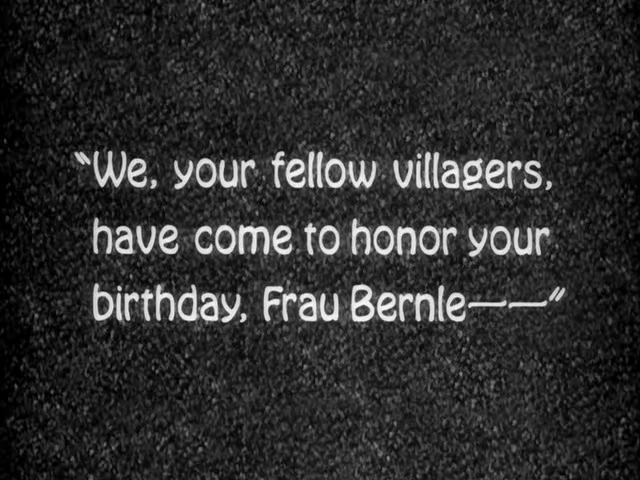 “We, your fellow villagers,
have come to honor your
birthday, Frau Bernle——”